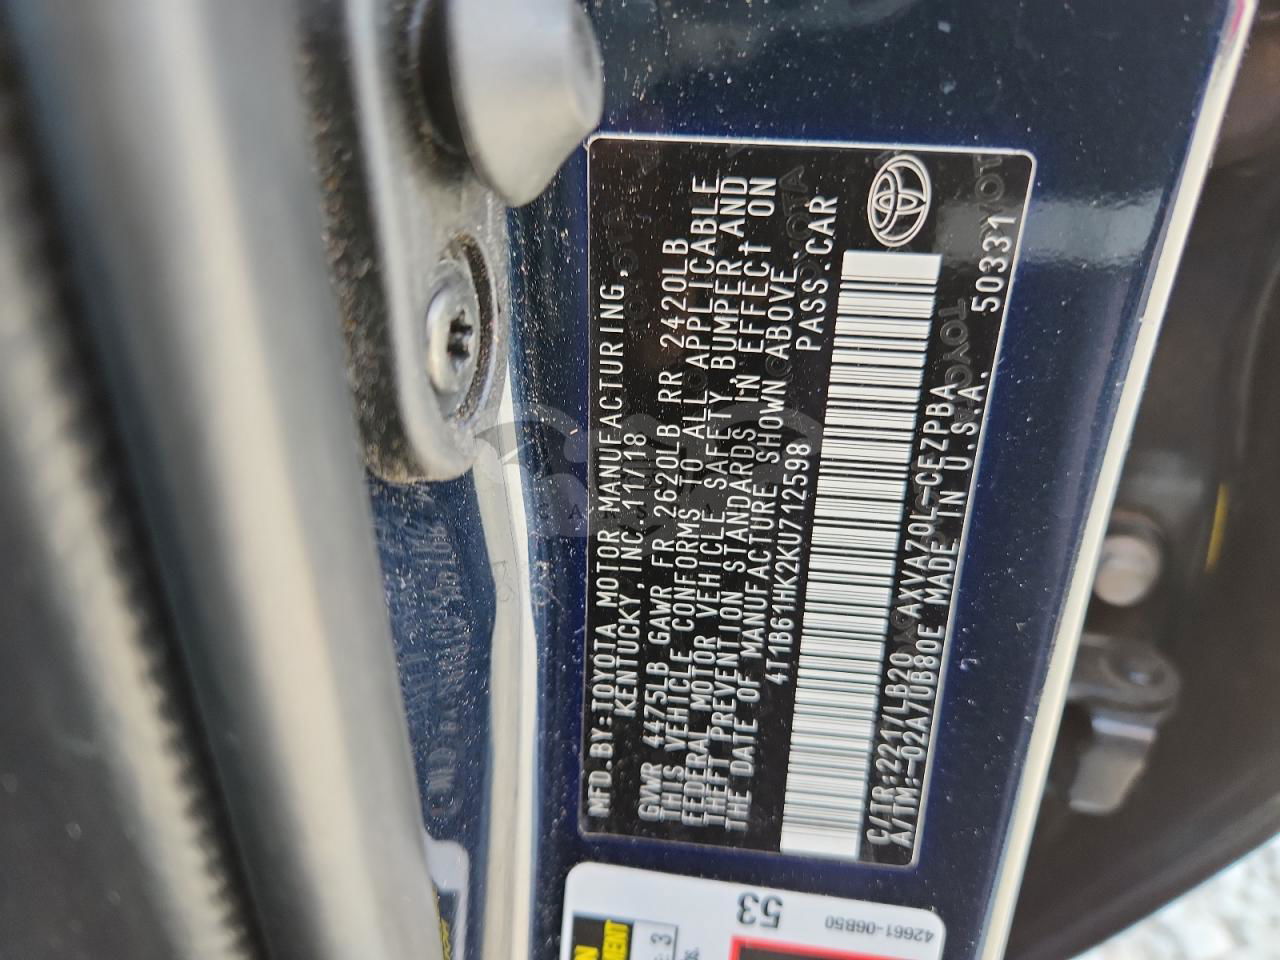 MFD.BY:TOYOTA MOTOR MANUFACTURING,
KENTUCKY,INC. 11/18
GVWR 4475LB GAWR FR 2620LB RR 2420LB
THIS VEHICLE CONFORMS TO ALL APPLICABLE
FEDERAL MOTOR VEHICLE SAFETY, BUMPER,AND
THEFT PREVENTION STANDARDS IN EFFECT ON
THE DATE OF MANUFACTURE SHOWN ABOVE.
4T1B61HK2KU712598 PASS.CAR
C/TR:221/LB20 AXVA70L-CEZPBA
A/TM:-02A/UB80E MADE IN U.S.A. 50331
53
42661-06B50